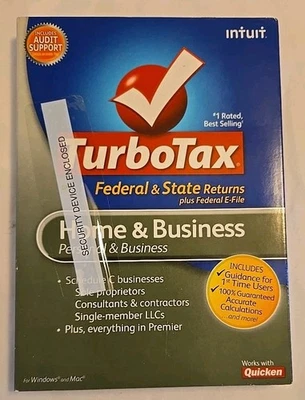 INCLUDES
AUDIT
SUPPORT
intuit
#1 Rated,
Best Selling*
TurboTax
SECURITY DEVICE ENCLOSED
Federal & State Returns
plus Federal E-File
Home & Business
& Business
INCLUDES
✓ Guidance for
1st Time Users
✓ 100% Guaranteed
Accurate
Calculations
...and more!
• Schedule C businesses
Sole proprietors
Consultants & contractors
Single-member LLCs
• Plus, everything in Premier
For Windows® and Mac®
Works with
Quicken